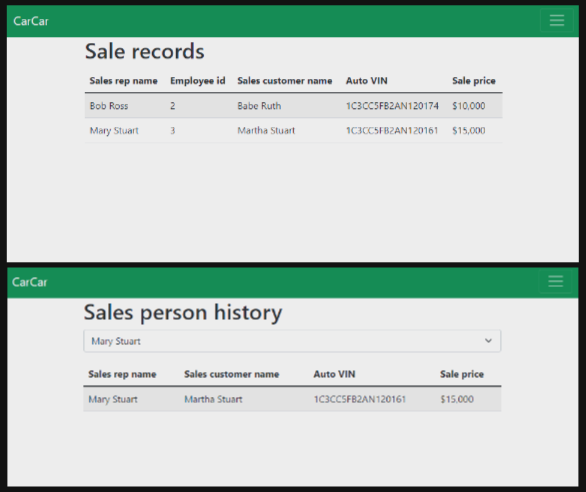 CarCar
Sale records
Sales rep name Employee id Sales customer name Auto VIN Sale price
Bob Ross 2 Babe Ruth 1C3CC5FB2AN120174 $10,000
Mary Stuart 3 Martha Stuart 1C3CC5FB2AN120161 $15,000
CarCar
Sales person history
Mary Stuart
Sales rep name Sales customer name Auto VIN Sale price
Mary Stuart Martha Stuart 1C3CC5FB2AN120161 $15,000